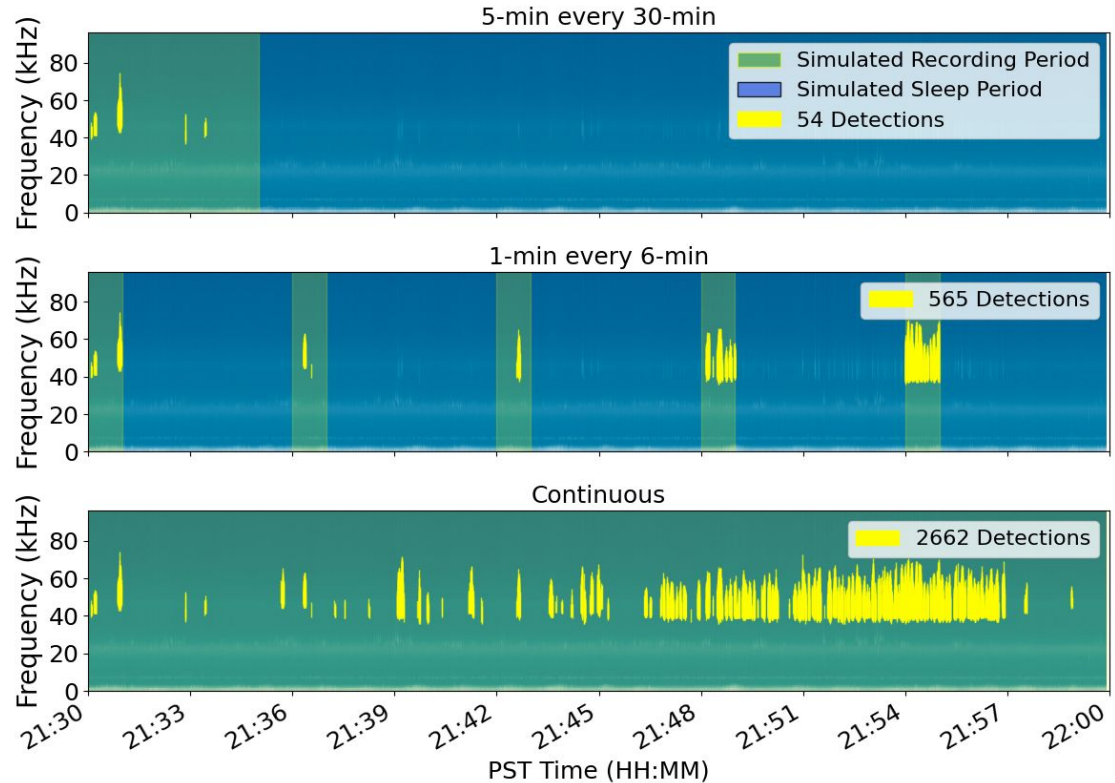 5-min every 30-min
Frequency (kHz)
80
60
40
20
0
Simulated Recording Period
Simulated Sleep Period
54 Detections
1-min every 6-min
Frequency (kHz)
80
60
40
20
0
565 Detections
Continuous
Frequency (kHz)
80
60
40
20
0
2662 Detections
21:30
21:33
21:36
21:39
21:42
21:45
21:48
21:51
21:54
21:57
22:00
PST Time (HH:MM)